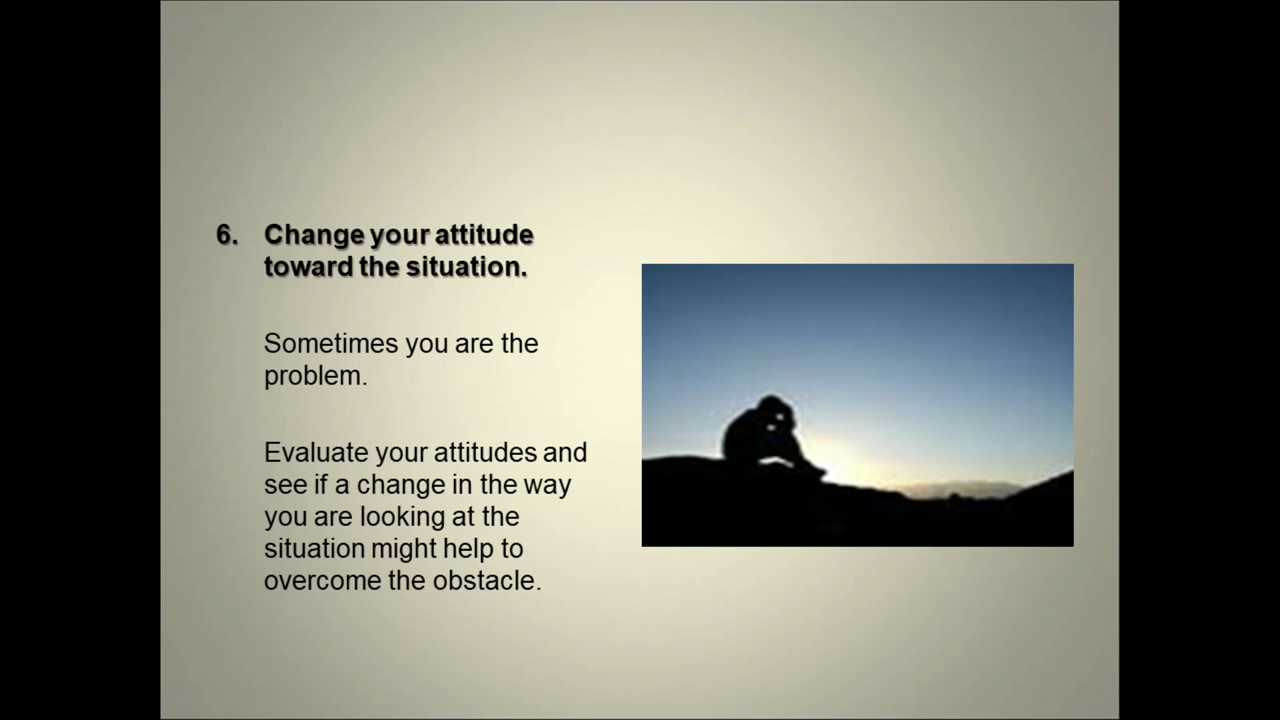 6. Change your attitude
toward the situation.
Sometimes you are the
problem.
Evaluate your attitudes and
see if a change in the way
you are looking at the
situation might help to
overcome the obstacle.